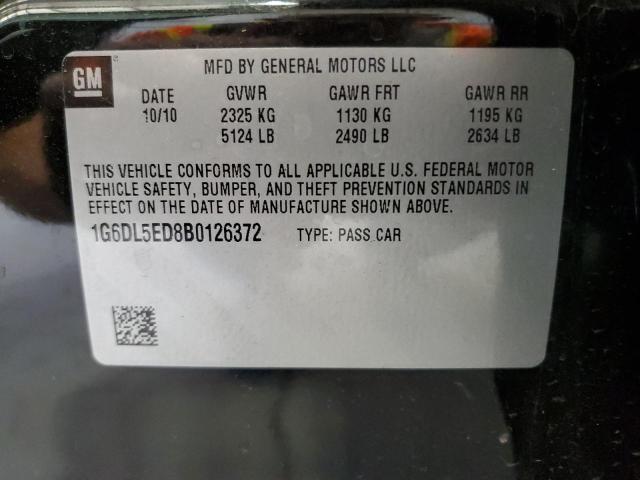 GM
MFD BY GENERAL MOTORS LLC
DATE GVWR GAWR FRT GAWR RR
10/10 2325 KG 1130 KG 1195 KG
5124 LB 2490 LB 2634 LB
THIS VEHICLE CONFORMS TO ALL APPLICABLE U.S. FEDERAL MOTOR
VEHICLE SAFETY, BUMPER, AND THEFT PREVENTION STANDARDS IN
EFFECT ON THE DATE OF MANUFACTURE SHOWN ABOVE.
1G6DL5ED8B0126372 TYPE: PASS CAR